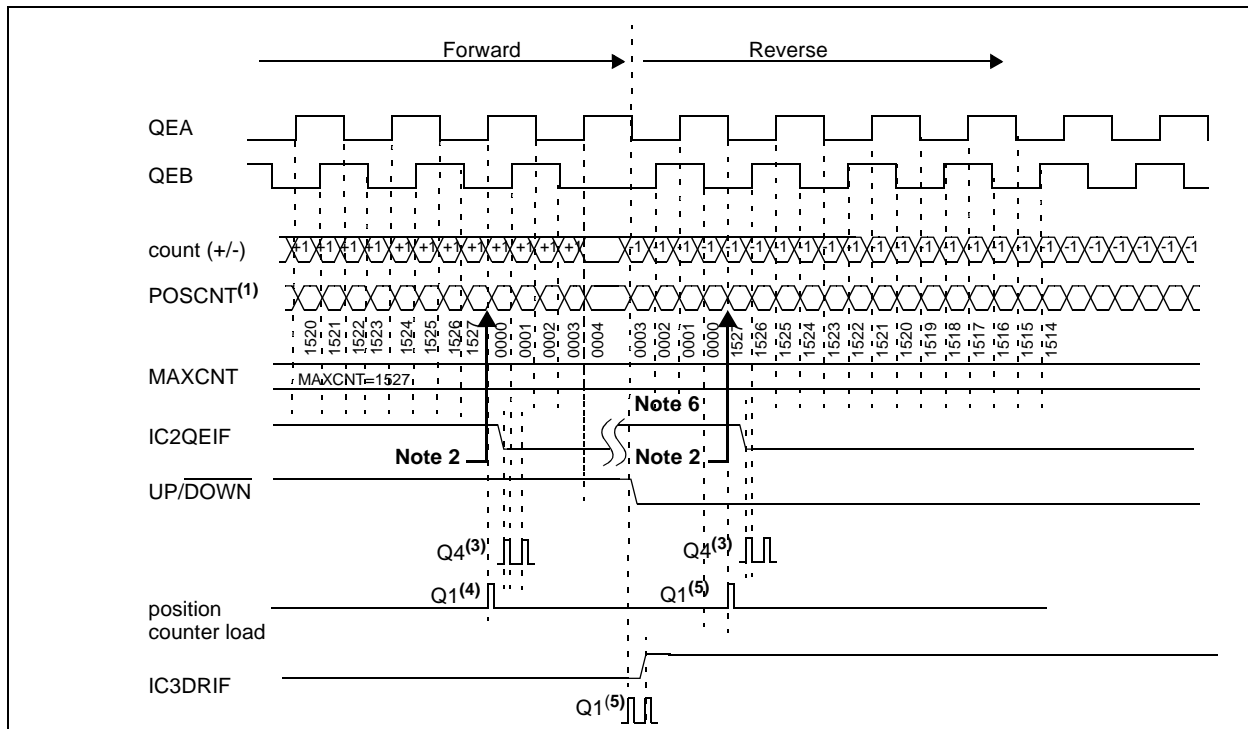 Forward Reverse
QEA
QEB
count (+/-) +1 +1 +1 +1 +1 +1 +1 +1 +1 +1 +1 +1 -1 -1 -1 -1 -1 -1 -1 -1 -1 -1 -1 -1 -1 -1 -1 -1 -1 -1 -1 -1 -1 -1 -1 -1
POSCNT(1)
1520 1521 1522 1523 1524 1525 1526 1527 0000 0001 0002 0003 0004 0003 0002 0001 0000 1527 1526 1525 1524 1523 1522 1521 1520 1519 1518 1517 1516 1515 1514
MAXCNT MAXCNT=1527
Note 6
IC2QEIF
Note 2 Note 2
UP/DOWN
Q4(3) Q4(3)
Q1(4) Q1(5)
position
counter load
IC3DRIF
Q1(5)